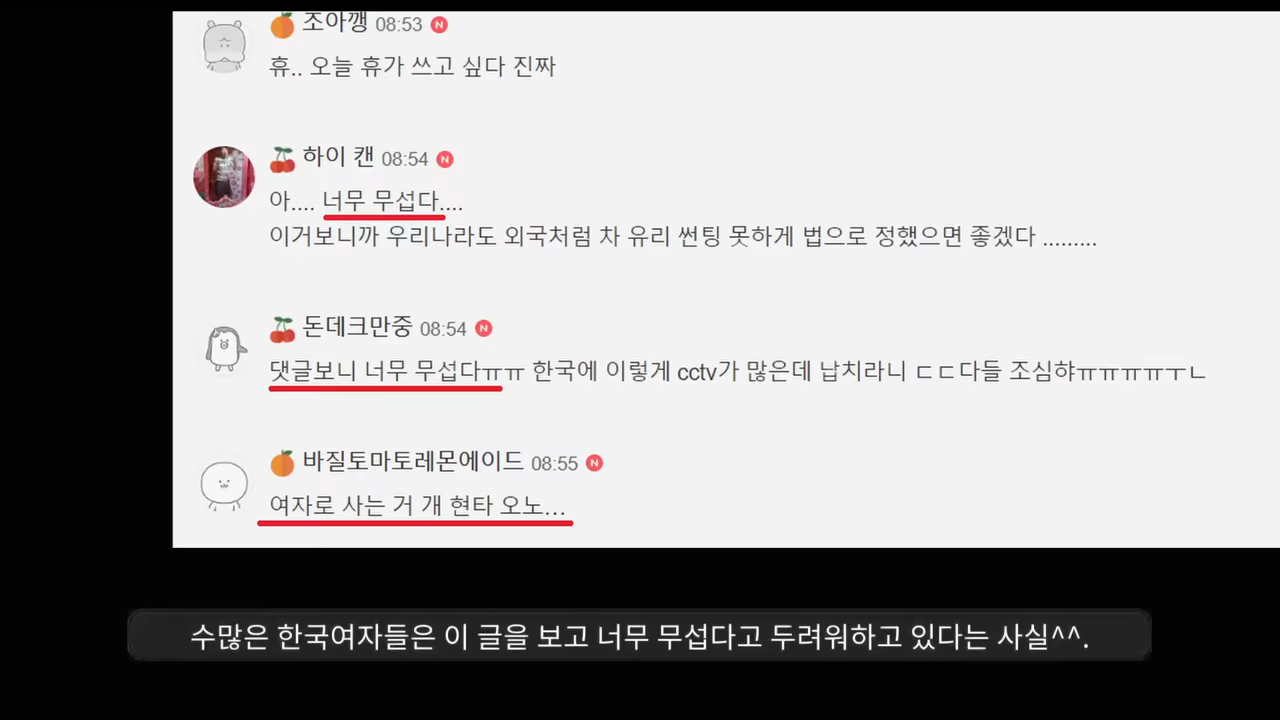 조아깽 08:53 N
휴.. 오늘 휴가 쓰고 싶다 진짜
하이 캔 08:54 N
아.... 너무 무섭다....
이거보니까 우리나라도 외국처럼 차 유리 썬팅 못하게 법으로 정했으면 좋겠다 .........
돈데크만중 08:54 N
댓글보니 너무 무섭다ㅠㅠ 한국에 이렇게 cctv가 많은데 납치라니 ㄷㄷ다들 조심햐ㅠㅠㅠㅠㅜㄴ
바질토마토레몬에이드 08:55 N
여자로 사는 거 개 현타 오노...
수많은 한국여자들은 이 글을 보고 너무 무섭다고 두려워하고 있다는 사실^^.